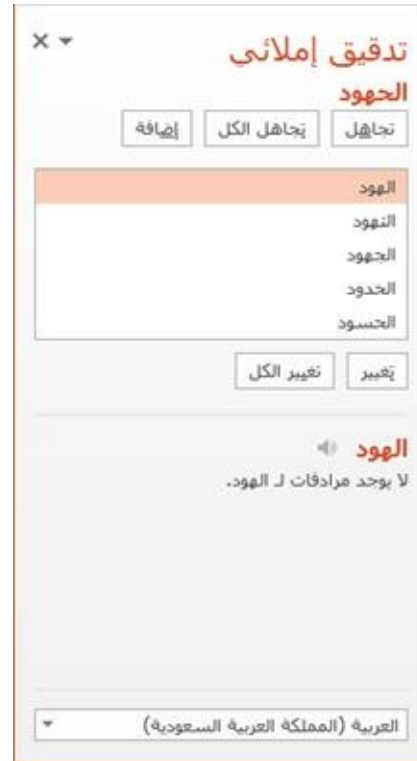 تدقيق إملائي
الحهود
تجاهل تجاهل الكل إضافة
الهود
النهود
الجهود
الحدود
الحسود
تغيير تغيير الكل
الهود
لا يوجد مرادفات لـ الهود.
العربية (المملكة العربية السعودية)